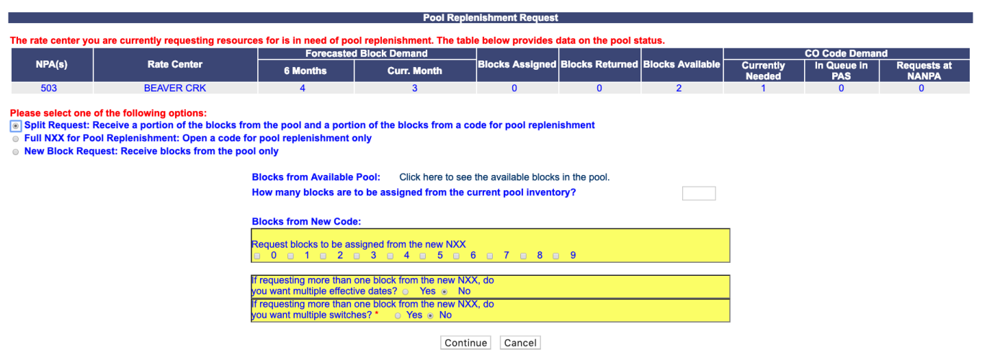 Pool Replenishment Request
The rate center you are currently requesting resources for is in need of pool replenishment. The table below provides data on the pool status.
NPA(s) Rate Center Forecasted Block Demand Blocks Assigned Blocks Returned Blocks Available CO Code Demand
6 Months Curr. Month Currently Needed In Queue in PAS Requests at NANPA
503 BEAVER CRK 4 3 0 0 2 1 0 0
Please select one of the following options:
Split Request: Receive a portion of the blocks from the pool and a portion of the blocks from a code for pool replenishment
Full NXX for Pool Replenishment: Open a code for pool replenishment only
New Block Request: Receive blocks from the pool only
Blocks from Available Pool: Click here to see the available blocks in the pool.
How many blocks are to be assigned from the current pool inventory?
Blocks from New Code:
Request blocks to be assigned from the new NXX
0 1 2 3 4 5 6 7 8 9
If requesting more than one block from the new NXX, do
you want multiple effective dates? Yes No
If requesting more than one block from the new NXX, do
you want multiple switches? * Yes No
Continue Cancel